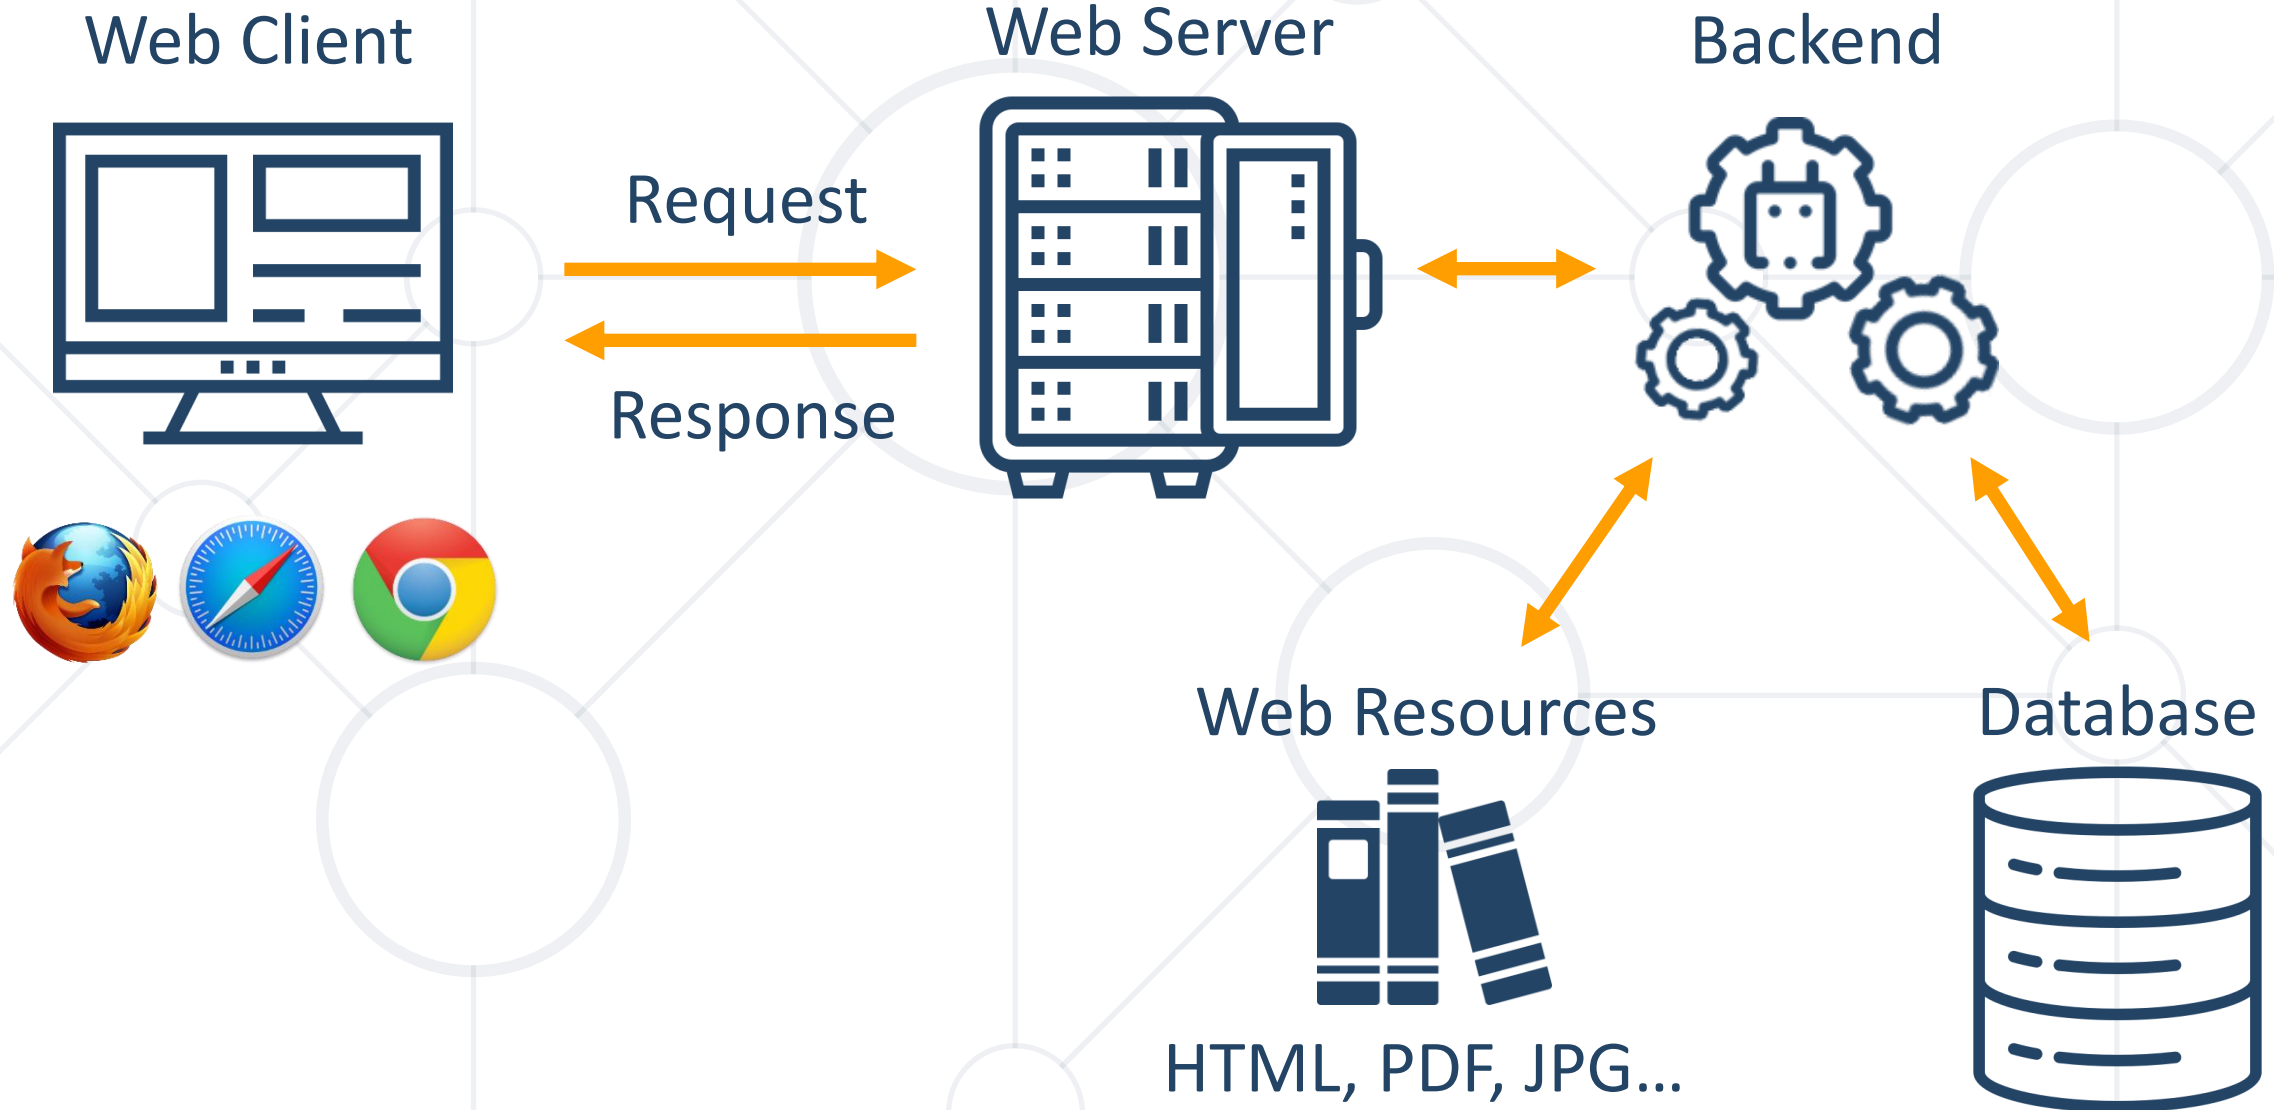 Web Client
Web Server
Backend
Request
Response
Web Resources
Database
HTML, PDF, JPG...